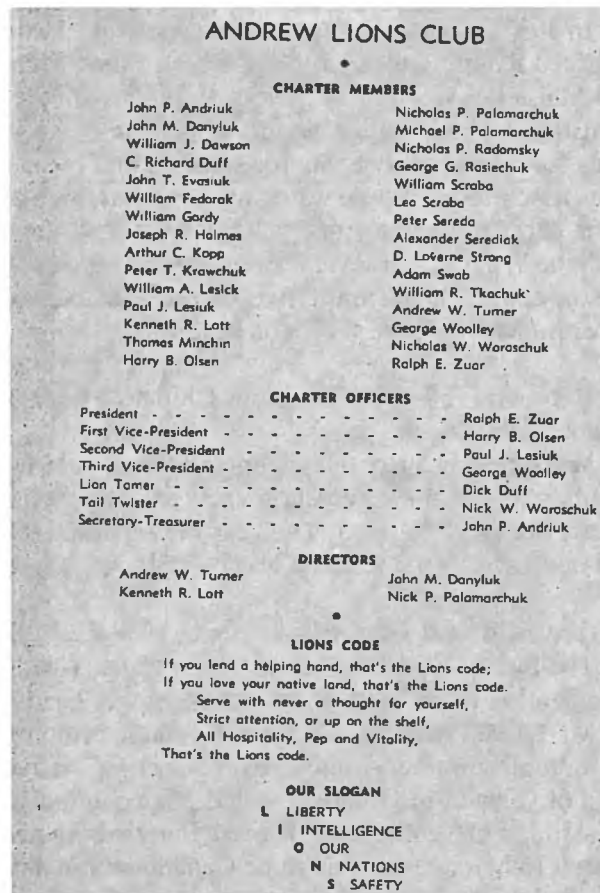 ANDREW LIONS CLUB
CHARTER MEMBERS
John P. Andriuk
John M. Danyluk
William J. Dawson
C. Richard Duff
John T. Evasiuk
William Fedorak
William Gordy
Joseph R. Holmes
Arthur C. Kopp
Peter T. Krawchuk
William A. Lesick
Paul J. Lesiuk
Kenneth R. Lott
Thomas Minchin
Harry B. Olsen
Nicholas P. Palamarchuk
Michael P. Palamarchuk
Nicholas P. Radomsky
George G. Rosiechuk
William Scraba
Leo Scraba
Peter Sereda
Alexander Serediak
D. LaVerne Strong
Adam Swab
William R. Tkachuk
Andrew W. Turner
George Woolley
Nicholas W. Woroschuk
Ralph E. Zuar
CHARTER OFFICERS
President - - - - - - - - - - - - - Ralph E. Zuar
First Vice-President - - - - - - - - - - Harry B. Olsen
Second Vice-President - - - - - - - - - Paul J. Lesiuk
Third Vice-President - - - - - - - - - - George Woolley
Lion Tamer - - - - - - - - - - - - Dick Duff
Tail Twister - - - - - - - - - - - - Nick W. Woroschuk
Secretary-Treasurer - - - - - - - - - - John P. Andriuk
DIRECTORS
Andrew W. Turner
Kenneth R. Lott
John M. Danyluk
Nick P. Palamarchuk
LIONS CODE
If you lend a helping hand, that's the Lions code;
If you love your native land, that's the Lions code.
Serve with never a thought for yourself,
Strict attention, or up on the shelf,
All Hospitality, Pep and Vitality,
That's the Lions code.
OUR SLOGAN
L LIBERTY
I INTELLIGENCE
O OUR
N NATIONS
S SAFETY